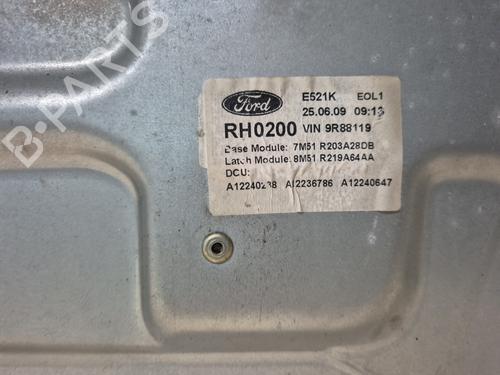 B-PARTS
Ford
E521K EOL1
25.06.09 09:13
RH0200 VIN 9R88119
Base Module: 7M51 R203A28DB
Latch Module: 8M51 R219A64AA
DCU:
A12240238 A12236786 A12240647